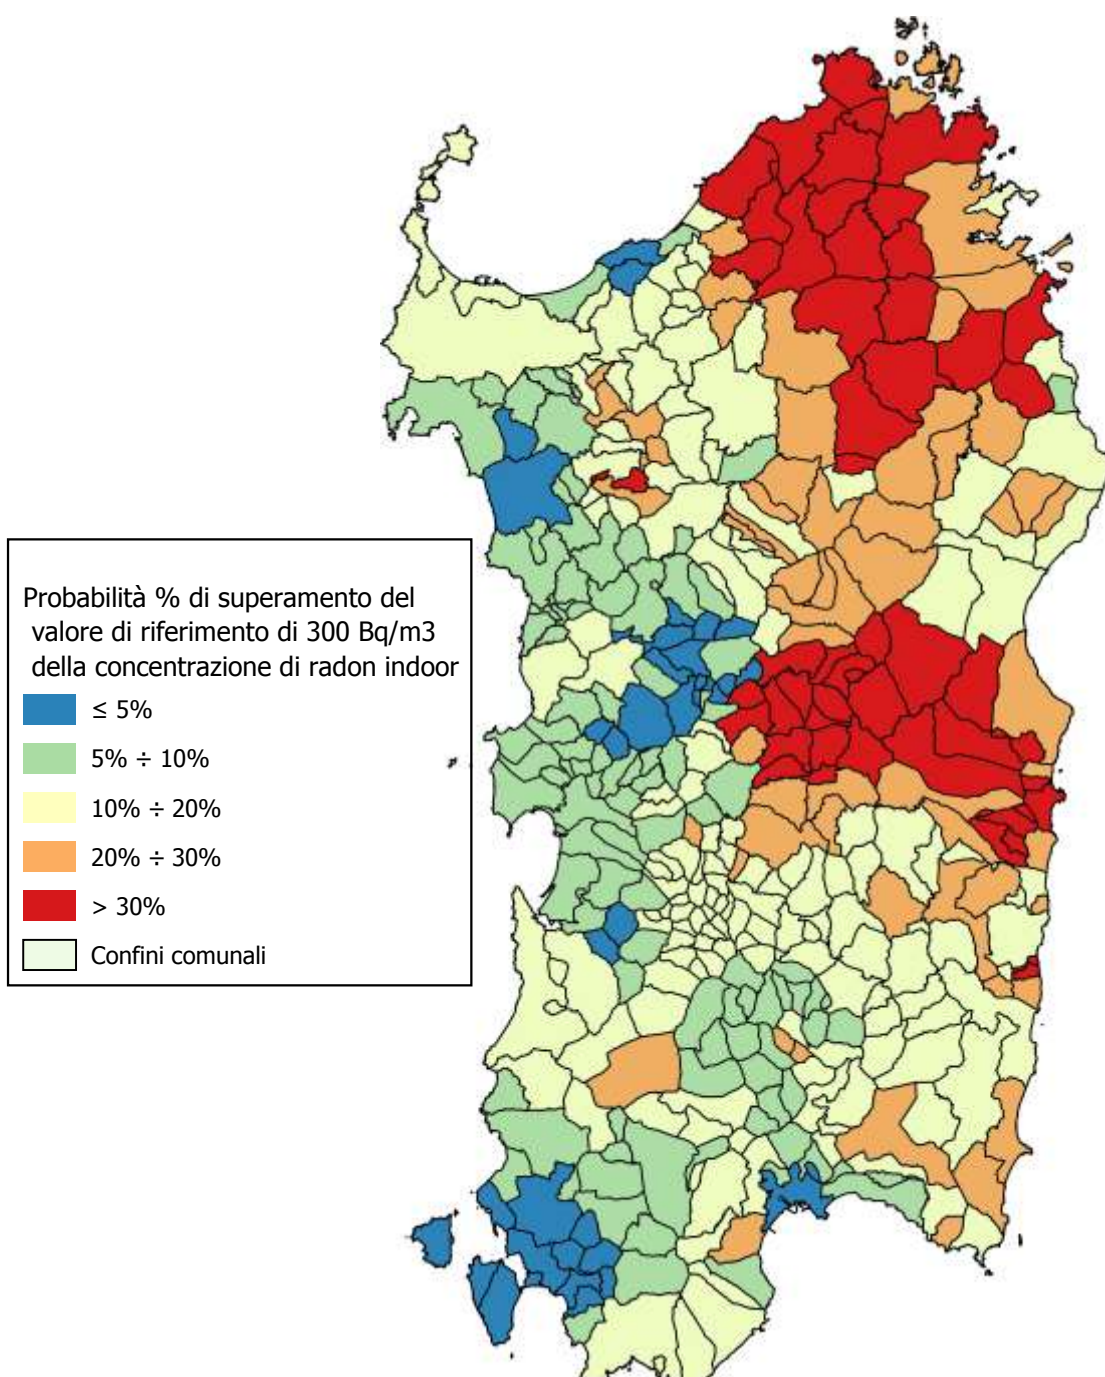 Probabilità % di superamento del
valore di riferimento di 300 Bq/m3
della concentrazione di radon indoor
≤ 5%
5% ÷ 10%
10% ÷ 20%
20% ÷ 30%
> 30%
Confini comunali